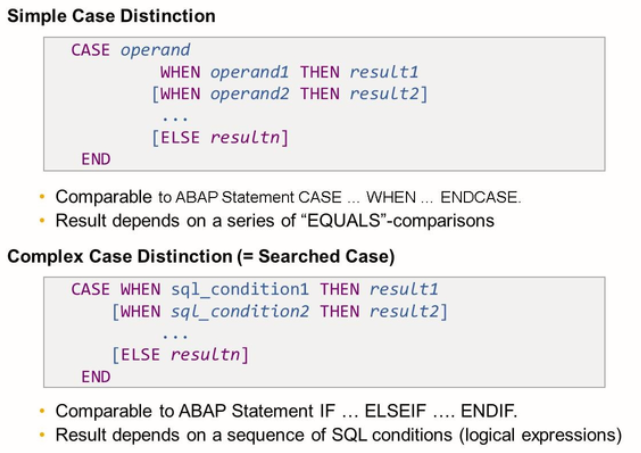 Simple Case Distinction
CASE operand
WHEN operand1 THEN result1
[WHEN operand2 THEN result2]
...
[ELSE resultn]
END
• Comparable to ABAP Statement CASE ... WHEN ... ENDCASE.
• Result depends on a series of “EQUALS”-comparisons
Complex Case Distinction (= Searched Case)
CASE WHEN sql_condition1 THEN result1
[WHEN sql_condition2 THEN result2]
...
[ELSE resultn]
END
• Comparable to ABAP Statement IF … ELSEIF …. ENDIF.
• Result depends on a sequence of SQL conditions (logical expressions)